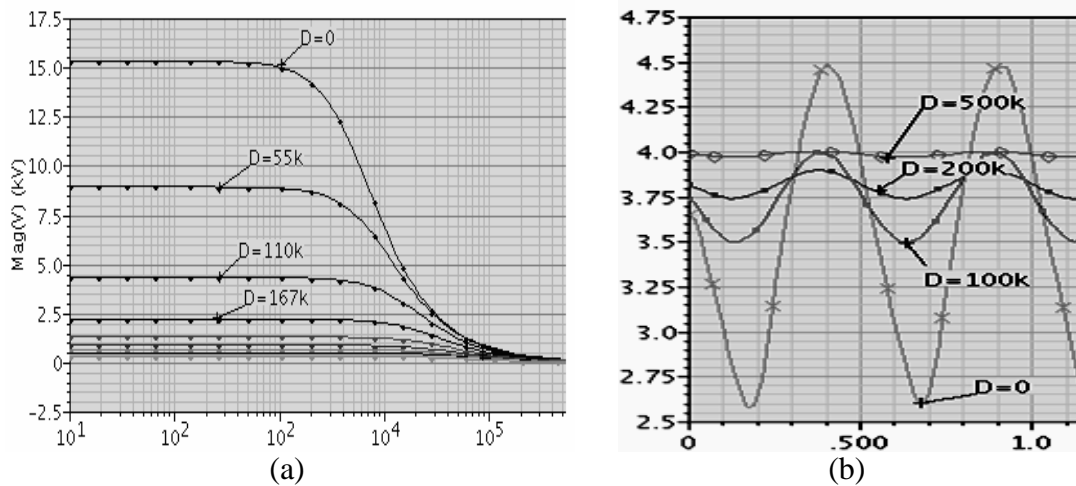 17.5
15.0
12.5
10.0
7.5
5.0
2.5
0
−2.5
Mag(V) (kV)
D=0
D=55k
D=110k
D=167k
10¹ 10² 10² 10⁴ 10⁵
(a)
4.75
4.5
4.25
4.0
3.75
3.5
3.25
3.0
2.75
2.5
D=500k
D=200k
D=100k
D=0
0 .500 1.0
(b)